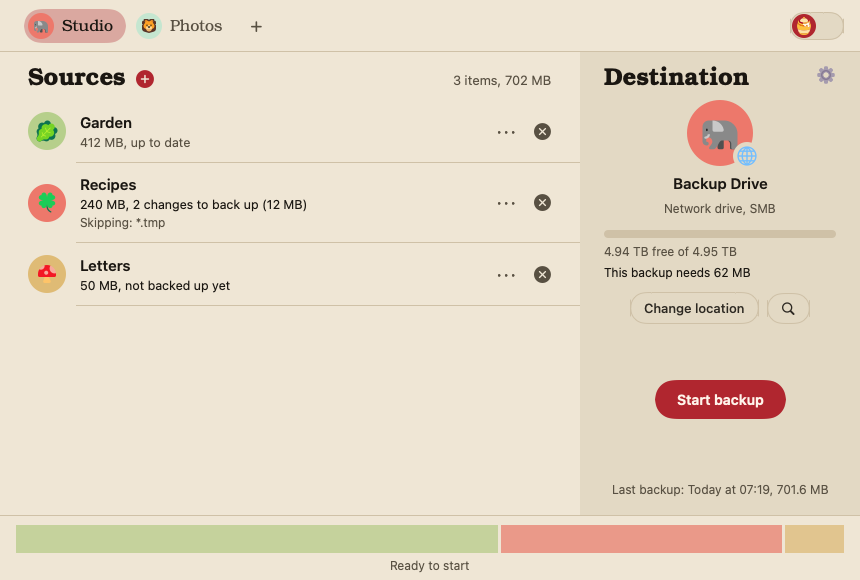 Studio
Photos
Sources
3 items, 702 MB
Garden
412 MB, up to date
Recipes
240 MB, 2 changes to back up (12 MB)
Skipping: *.tmp
Letters
50 MB, not backed up yet
Destination
Backup Drive
Network drive, SMB
4.94 TB free of 4.95 TB
This backup needs 62 MB
Change location
Start backup
Last backup: Today at 07:19, 701.6 MB
Ready to start